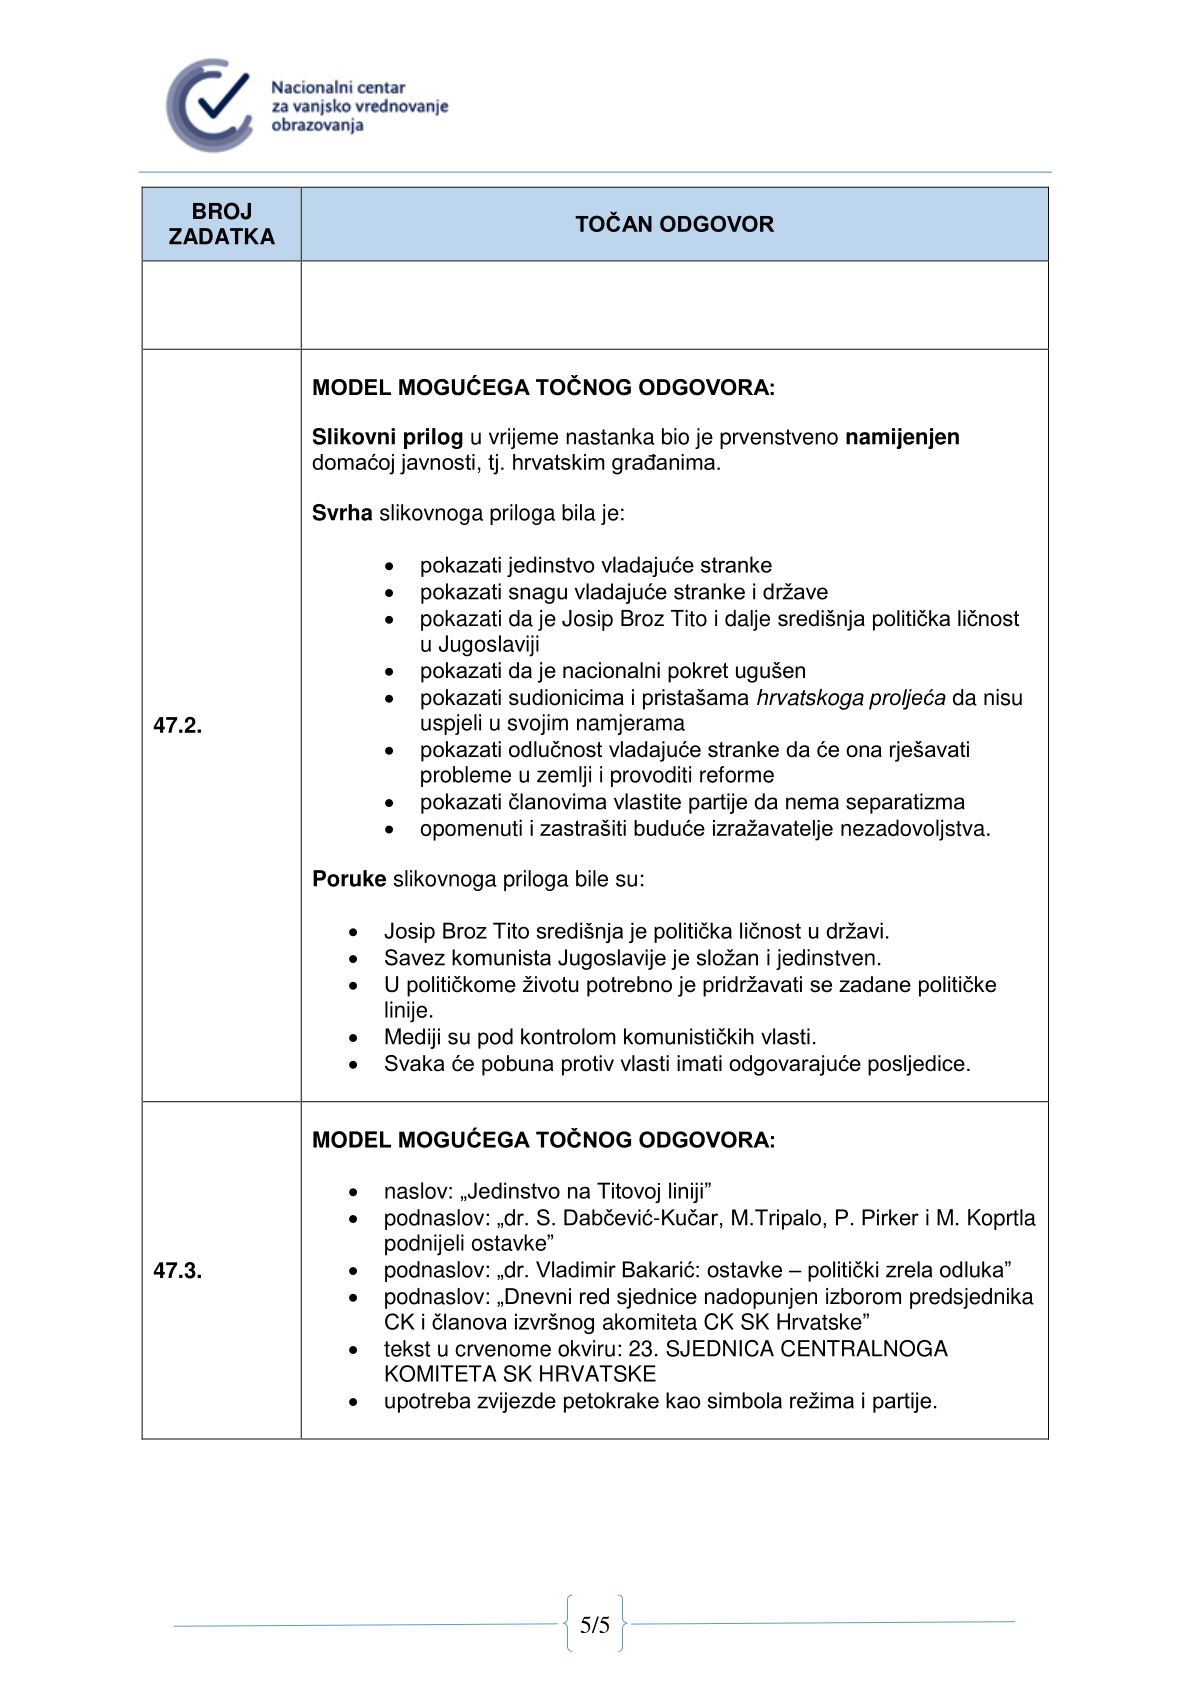 Nacionalni centar
za vanjsko vrednovanje
obrazovanja
BROJ
ZADATKA
TOČAN ODGOVOR
47.2.
MODEL MOGUĆEGA TOČNOG ODGOVORA:
Slikovni prilog u vrijeme nastanka bio je prvenstveno namijenjen
domaćoj javnosti, tj. hrvatskim građanima.
Svrha slikovnoga priloga bila je:
• pokazati jedinstvo vladajuće stranke
• pokazati snagu vladajuće stranke i države
• pokazati da je Josip Broz Tito i dalje središnja politička ličnost
u Jugoslaviji
• pokazati da je nacionalni pokret ugušen
• pokazati sudionicima i pristašama hrvatskoga proljeća da nisu
uspjeli u svojim namjerama
• pokazati odlučnost vladajuće stranke da će ona rješavati
probleme u zemlji i provoditi reforme
• pokazati članovima vlastite partije da nema separatizma
• opomenuti i zastrašiti buduće izražavatelje nezadovoljstva.
Poruke slikovnoga priloga bile su:
• Josip Broz Tito središnja je politička ličnost u državi.
• Savez komunista Jugoslavije je složan i jedinstven.
• U političkome životu potrebno je pridržavati se zadane političke
linije.
• Mediji su pod kontrolom komunističkih vlasti.
• Svaka će pobuna protiv vlasti imati odgovarajuće posljedice.
47.3.
MODEL MOGUĆEGA TOČNOG ODGOVORA:
• naslov: „Jedinstvo na Titovoj liniji”
• podnaslov: „dr. S. Dabčević-Kučar, M.Tripalo, P. Pirker i M. Koprtla
podnijeli ostavke”
• podnaslov: „dr. Vladimir Bakarić: ostavke – politički zrela odluka”
• podnaslov: „Dnevni red sjednice nadopunjen izborom predsjednika
CK i članova izvršnog akomiteta CK SK Hrvatske”
• tekst u crvenome okviru: 23. SJEDNICA CENTRALNOGA
KOMITETA SK HRVATSKE
• upotreba zvijezde petokrake kao simbola režima i partije.
5/5